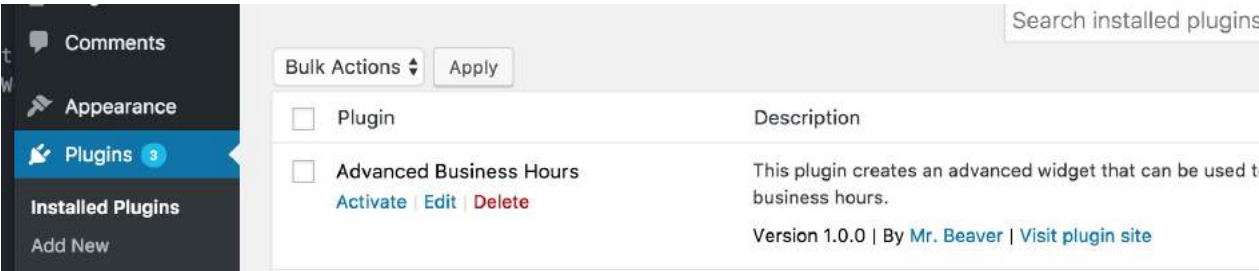 Search installed plugins
t
Comments
Bulk Actions Apply
W
Appearance
Plugin Description
Plugins 3
Advanced Business Hours This plugin creates an advanced widget that can be used t
Activate | Edit | Delete business hours.
Installed Plugins
Version 1.0.0 | By Mr. Beaver | Visit plugin site
Add New